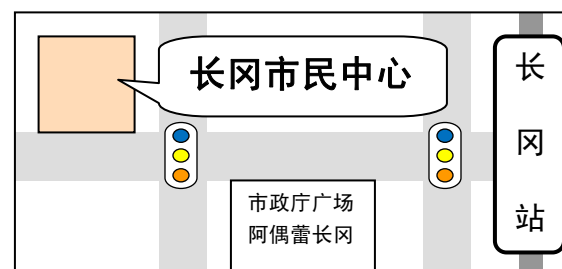 长冈市民中心
长
冈
站
市政厅广场
阿偶蕾长冈